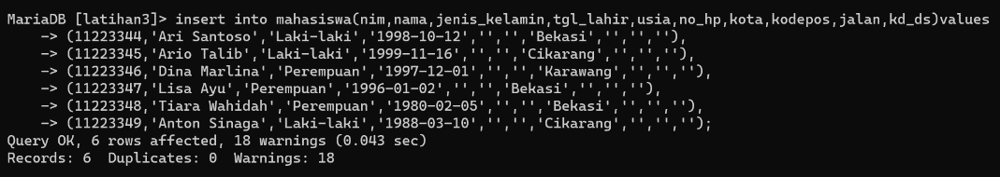 MariaDB [latihan3]> insert into mahasiswa(nim,nama,jenis_kelamin,tgl_lahir,usia,no_hp,kota,kodepos,jalan,kd_ds)values
    -> (11223344,'Ari Santoso','Laki-laki','1998-10-12','','','Bekasi','','',''),
    -> (11223345,'Ario Talib','Laki-laki','1999-11-16','','','Cikarang','','',''),
    -> (11223346,'Dina Marlina','Perempuan','1997-12-01','','','Karawang','','',''),
    -> (11223347,'Lisa Ayu','Perempuan','1996-01-02','','','Bekasi','','',''),
    -> (11223348,'Tiara Wahidah','Perempuan','1980-02-05','','','Bekasi','','',''),
    -> (11223349,'Anton Sinaga','Laki-laki','1988-03-10','','','Cikarang','','','');
Query OK, 6 rows affected, 18 warnings (0.043 sec)
Records: 6  Duplicates: 0  Warnings: 18